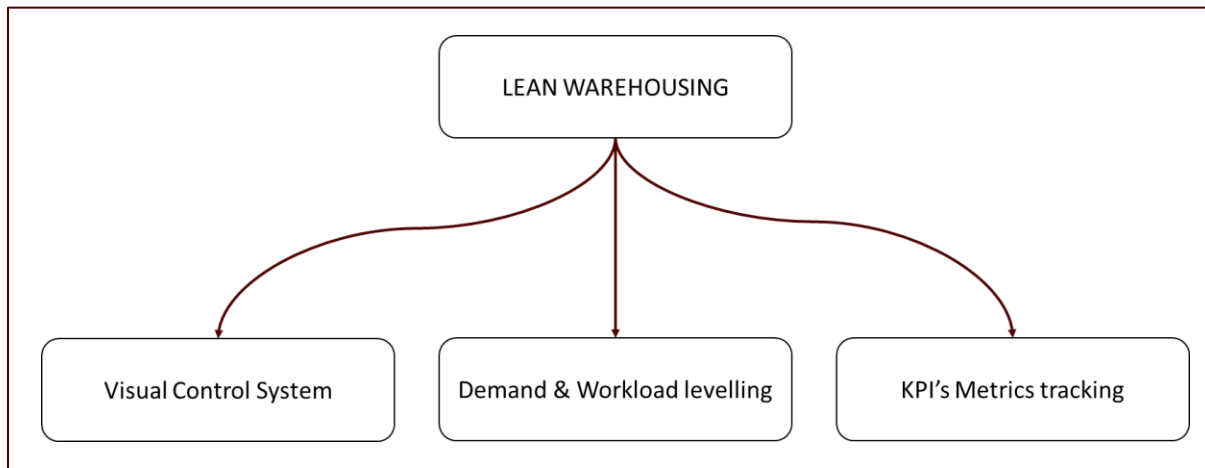 LEAN WAREHOUSING
Visual Control System
Demand & Workload levelling
KPI’s Metrics tracking